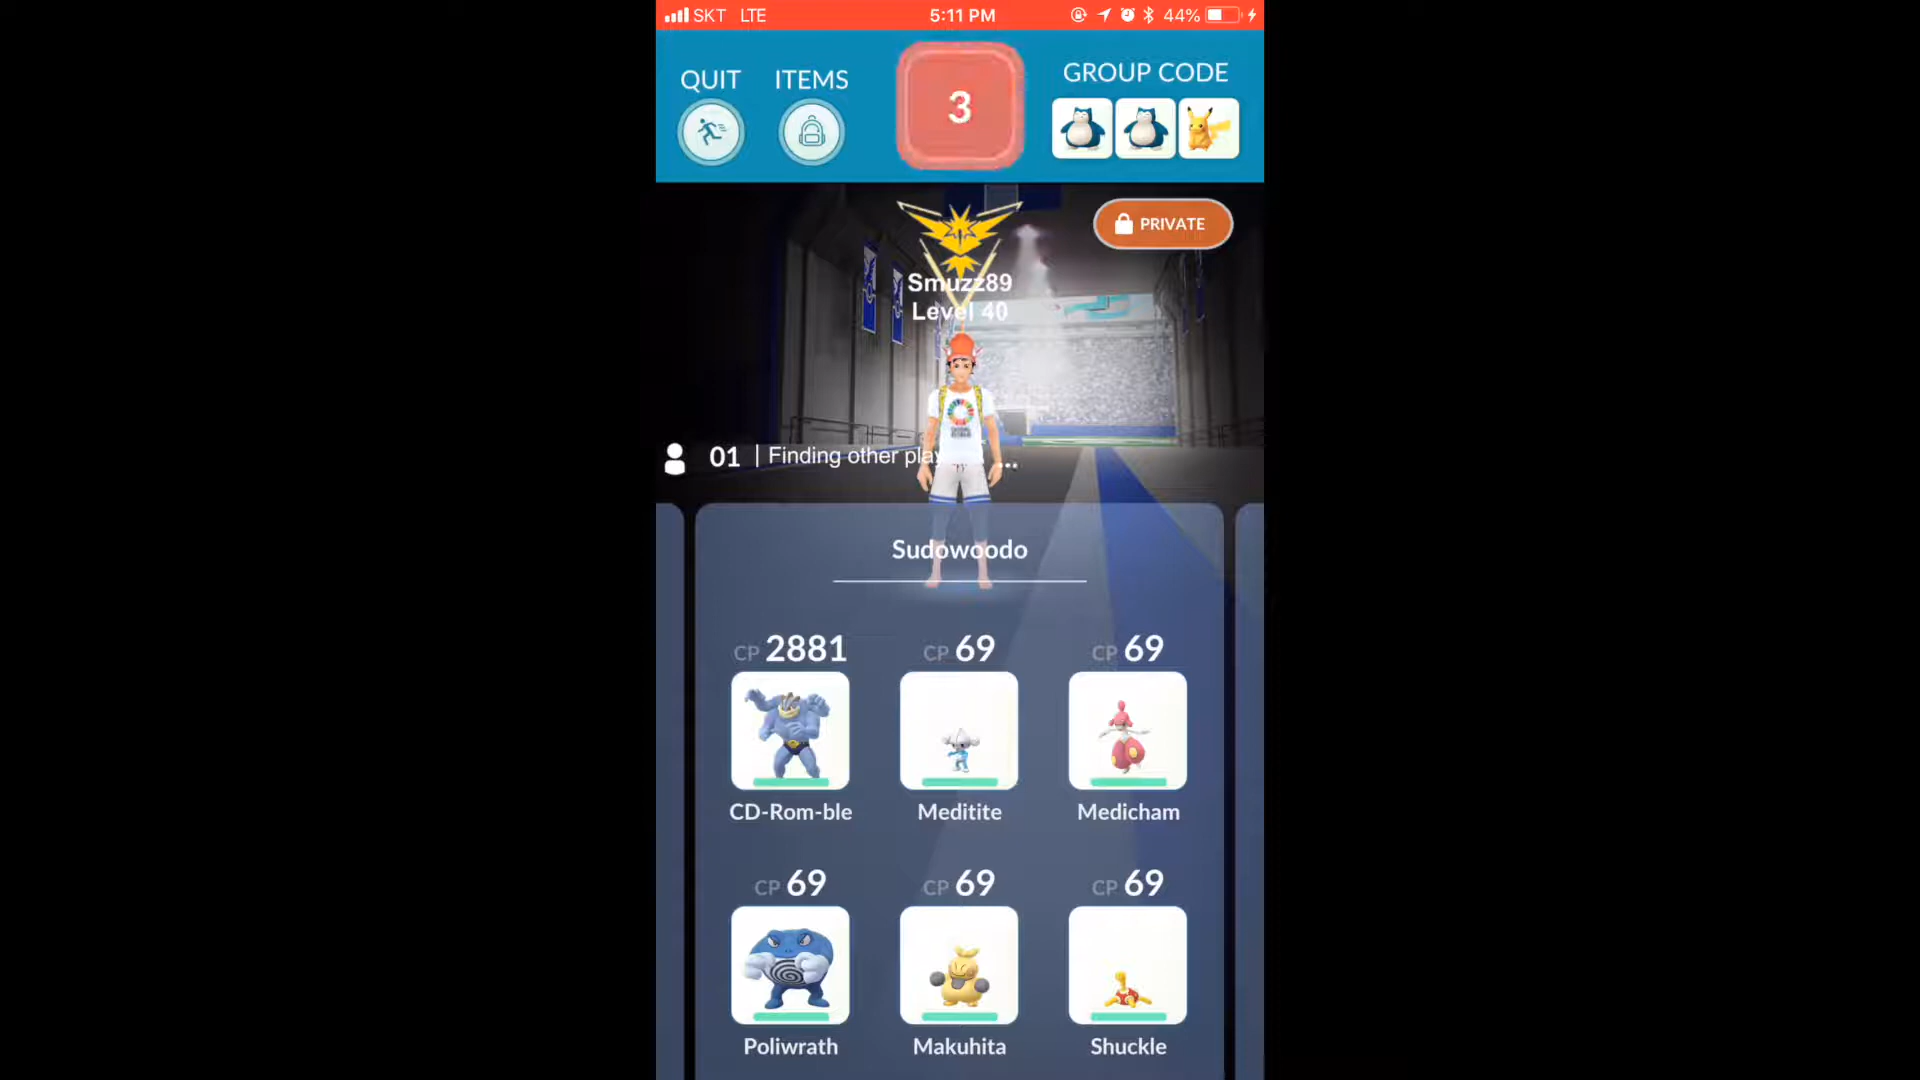 SKT LTE 5:11 PM 44%
QUIT ITEMS 3 GROUP CODE
PRIVATE
Smuzz89
Level 40
01 | Finding other ...
Sudowoodo
CP 2881 CP 69 CP 69
CD-Rom-ble Meditite Medicham
CP 69 CP 69 CP 69
Poliwrath Makuhita Shuckle